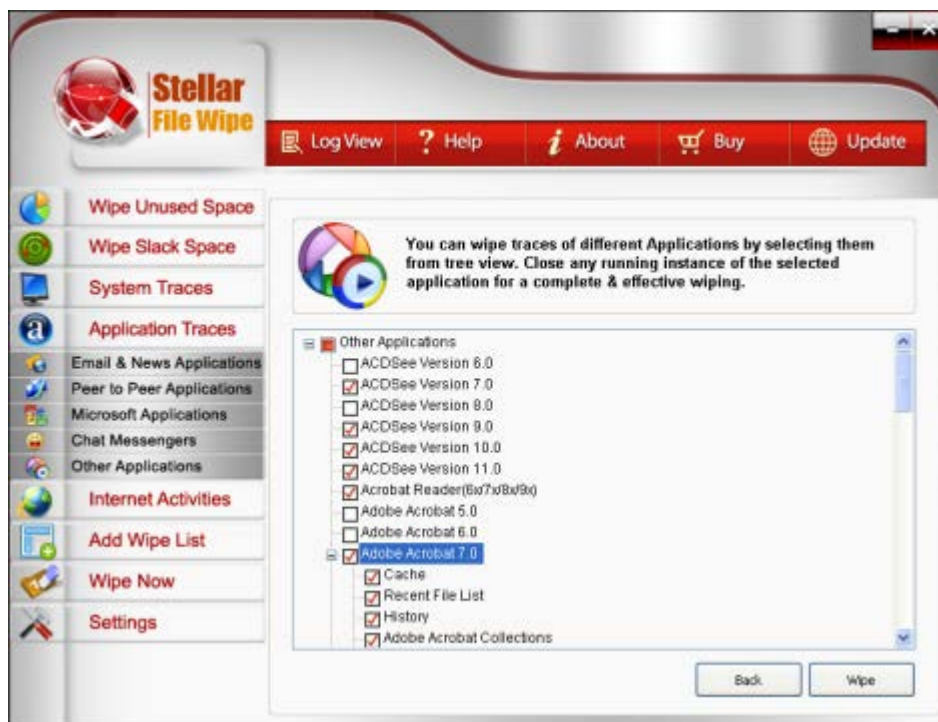 Stellar
File Wipe
Log View
? Help
i About
Buy
Update
Wipe Unused Space
Wipe Slack Space
System Traces
a Application Traces
Email & News Applications
Peer to Peer Applications
Microsoft Applications
Chat Messengers
Other Applications
Internet Activities
Add Wipe List
Wipe Now
Settings
You can wipe traces of different Applications by selecting them
from tree view. Close any running instance of the selected
application for a complete & effective wiping.
Other Applications
ACDSee Version 6.0
ACDSee Version 7.0
ACDSee Version 8.0
ACDSee Version 9.0
ACDSee Version 10.0
ACDSee Version 11.0
Acrobat Reader(6x/7x/8x/9x)
Adobe Acrobat 5.0
Adobe Acrobat 6.0
Adobe Acrobat 7.0
Cache
Recent File List
History
Adobe Acrobat Collections
Back
Wipe